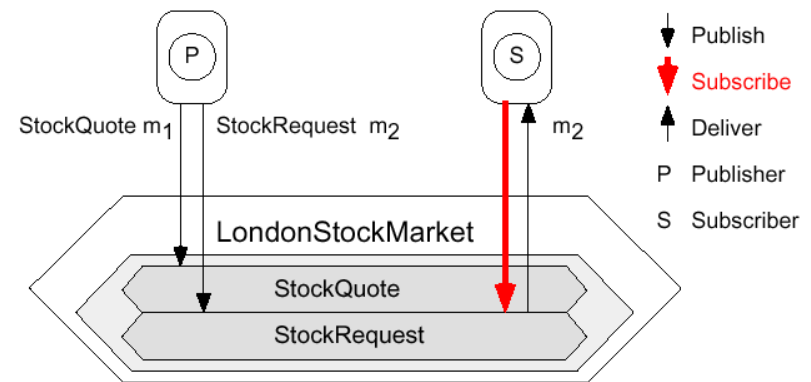 P
S
Publish
Subscribe
Deliver
P Publisher
S Subscriber
StockQuote m1
StockRequest m2
m2
LondonStockMarket
StockQuote
StockRequest